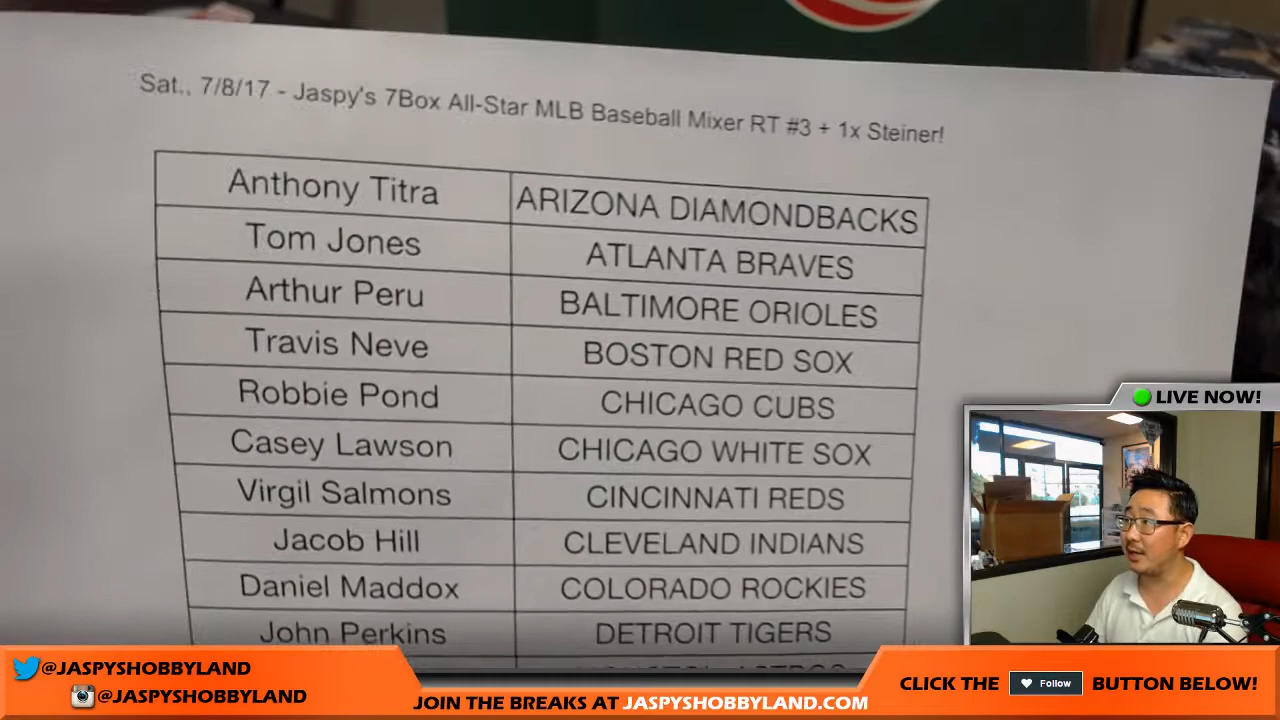 Sat., 7/8/17 - Jaspy's 7Box All-Star MLB Baseball Mixer RT #3 + 1x Steiner!
Anthony Titra ARIZONA DIAMONDBACKS
Tom Jones ATLANTA BRAVES
Arthur Peru BALTIMORE ORIOLES
Travis Neve BOSTON RED SOX
Robbie Pond CHICAGO CUBS
Casey Lawson CHICAGO WHITE SOX
Virgil Salmons CINCINNATI REDS
Jacob Hill CLEVELAND INDIANS
Daniel Maddox COLORADO ROCKIES
John Perkins DETROIT TIGERS
LIVE NOW!
@JASPYSHOBBYLAND
@JASPYSHOBBYLAND
JOIN THE BREAKS AT JASPYSHOBBYLAND.COM
CLICK THE Follow BUTTON BELOW!